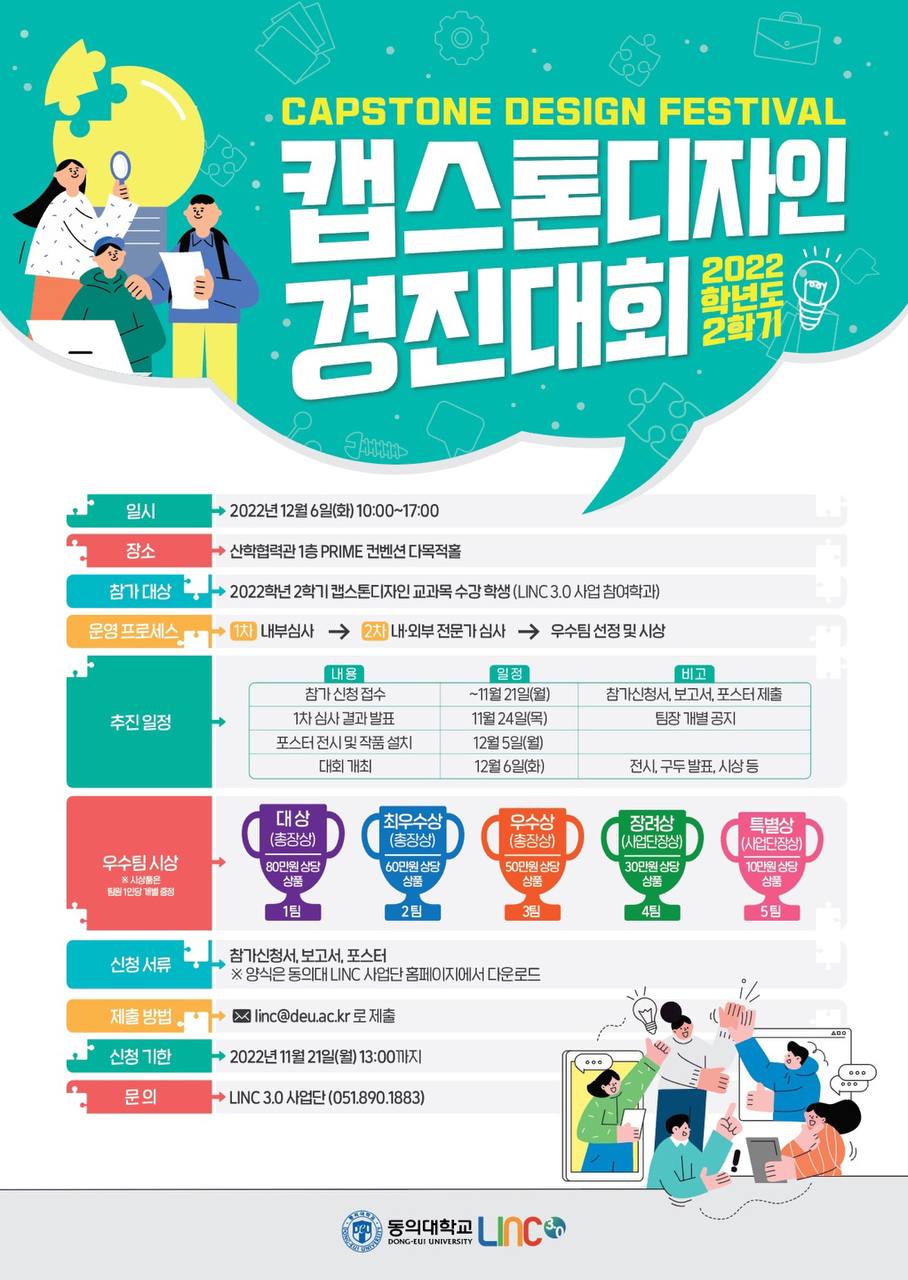 CAPSTONE DESIGN FESTIVAL
캡스톤디자인
경진대회
2022
학년도
2학기
일시
2022년 12월 6일(화) 10:00~17:00
장소
산학협력관 1층 PRIME 컨벤션 다목적홀
참가 대상
2022학년 2학기 캡스톤디자인 교과목 수강 학생 (LINC 3.0 사업 참여학과)
운영 프로세스
1차 내부심사 → 2차 내·외부 전문가 심사 → 우수팀 선정 및 시상
추진 일정
내용 일정 비고
참가 신청 접수 ~11월 21일(월) 참가신청서, 보고서, 포스터 제출
1차 심사 결과 발표 11월 24일(목) 팀장 개별 공지
포스터 전시 및 작품 설치 12월 5일(월)
대회 개최 12월 6일(화) 전시, 구두 발표, 시상 등
우수팀 시상
※ 시상품은
팀원 1인당 개별 증정
대상
(총장상)
80만원 상당
상품
1팀
최우수상
(총장상)
60만원 상당
상품
2팀
우수상
(총장상)
50만원 상당
상품
3팀
장려상
(사업단장상)
30만원 상당
상품
4팀
특별상
(사업단장상)
10만원 상당
상품
5팀
신청 서류
참가신청서, 보고서, 포스터
※ 양식은 동의대 LINC 사업단 홈페이지에서 다운로드
제출 방법
linc@deu.ac.kr 로 제출
신청 기한
2022년 11월 21일(월) 13:00까지
문의
LINC 3.0 사업단 (051.890.1883)
동의대학교
DONG-EUI UNIVERSITY
LINC 3.0